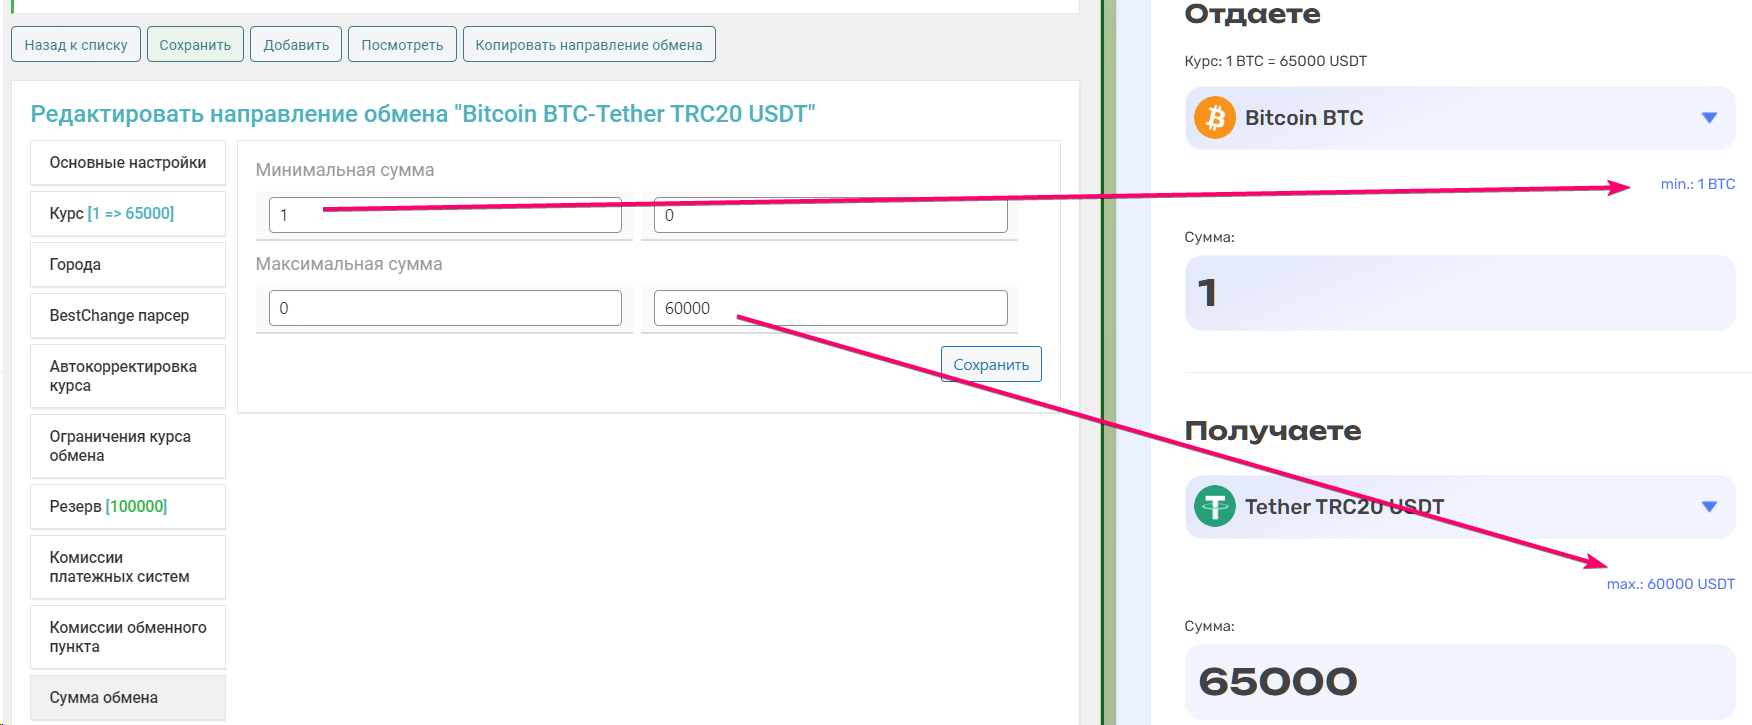 Назад к списку
Сохранить
Добавить
Посмотреть
Копировать направление обмена
Редактировать направление обмена "Bitcoin BTC-Tether TRC20 USDT"
Основные настройки
Курс [1 => 65000]
Города
BestChange парсер
Автокорректировка
курса
Ограничения курса
обмена
Резерв [100000]
Комиссии
платежных систем
Комиссии обменного
пункта
Сумма обмена
Минимальная сумма
1
0
Максимальная сумма
0
60000
Сохранить
Отдаете
Курс: 1 BTC = 65000 USDT
Bitcoin BTC
min.: 1 BTC
Сумма:
1
Получаете
Tether TRC20 USDT
max.: 60000 USDT
Сумма:
65000